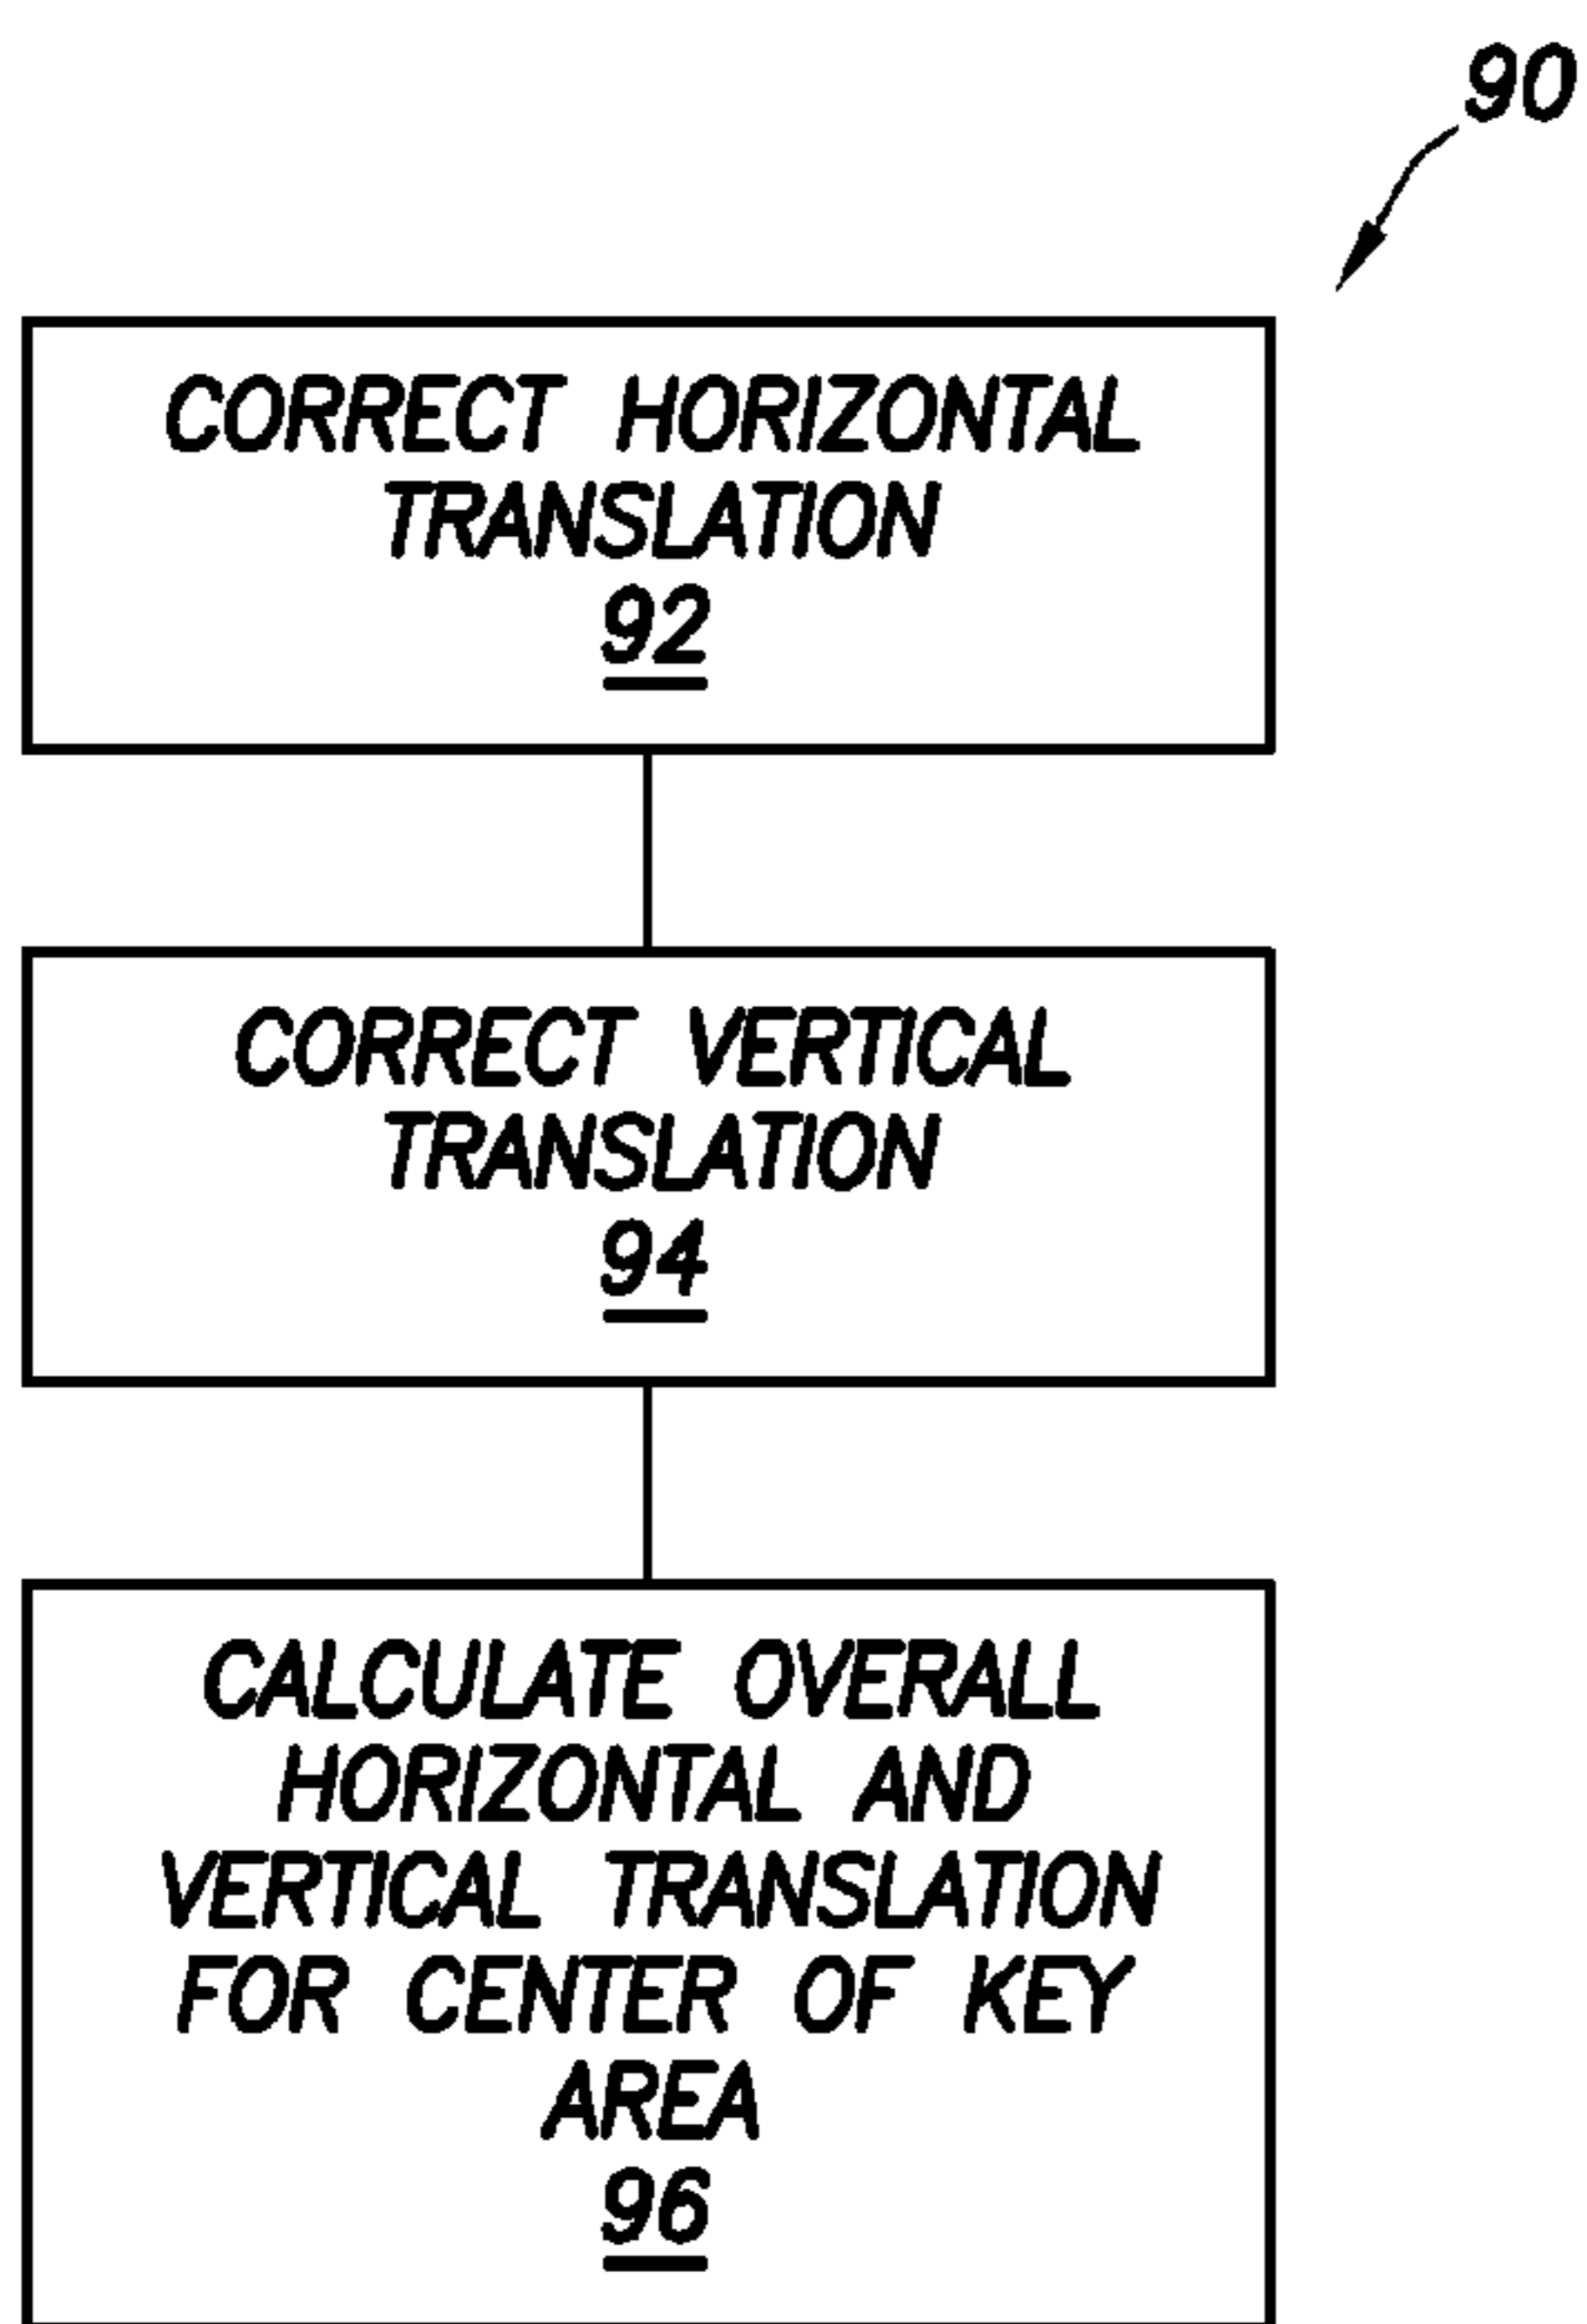 90
CORRECT HORIZONTAL
TRANSLATION
92
CORRECT VERTICAL
TRANSLATION
94
CALCULATE OVERALL
HORIZONTAL AND
VERTICAL TRANSLATION
FOR CENTER OF KEY
AREA
96